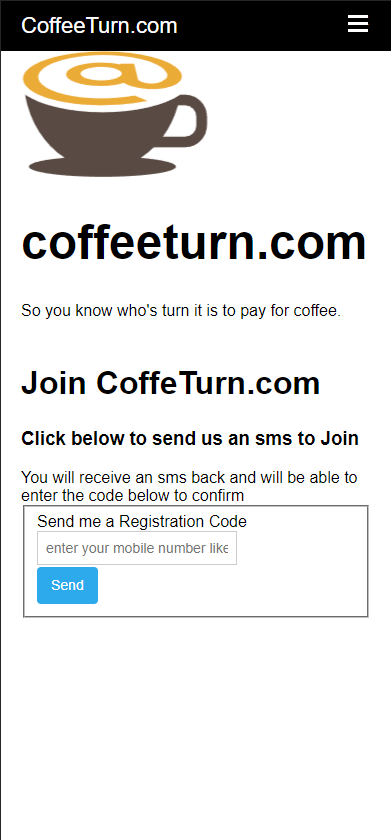 CoffeeTurn.com
@
coffeeturn.com
So you know who's turn it is to pay for coffee.
Join CoffeTurn.com
Click below to send us an sms to Join
You will receive an sms back and will be able to
enter the code below to confirm
Send me a Registration Code
enter your mobile number like
Send